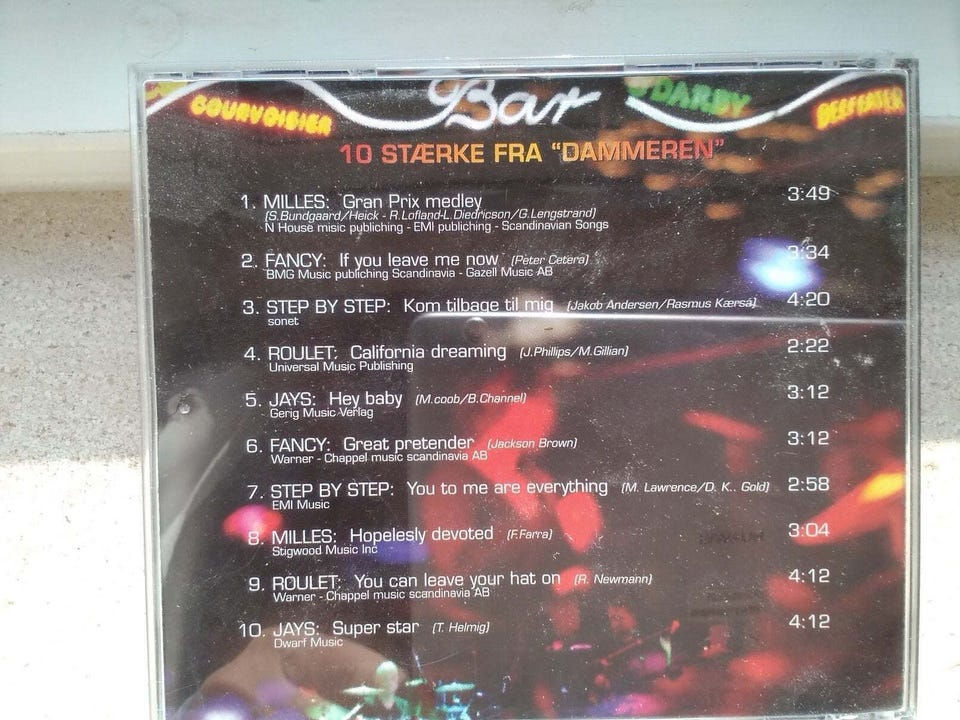 COURVOISIER
Bar
DARBY
BEEFEATER
10 STÆRKE FRA "DAMMEREN"
1. MILLES: Gran Prix medley 3:49
(S.Bundgaard/Heick - R.Lofland-L.Diedricson/G.Lengstrand)
N House misic publiching - EMI publiching - Scandinavian Songs
2. FANCY: If you leave me now (Peter Cetera) 3:34
BMG Music publiching Scandinavia - Gazell Music AB
3. STEP BY STEP: Kom tilbage til mig (Jakob Andersen/Rasmus Kærså) 4:20
sonet
4. ROULET: California dreaming (J.Phillips/M.Gillian) 2:22
Universal Music Publishing
5. JAYS: Hey baby (M.coob/B.Channel) 3:12
Gerig Music Verlag
6. FANCY: Great pretender (Jackson Brown) 3:12
Warner - Chappel music scandinavia AB
7. STEP BY STEP: You to me are everything (M. Lawrence/D. K.. Gold) 2:58
EMI Music
8. MILLES: Hopelesly devoted (F.Farra) 3:04
Stigwood Music Inc
9. ROULET: You can leave your hat on (R. Newmann) 4:12
Warner - Chappel music scandinavia AB
10. JAYS: Super star (T. Helmig) 4:12
Dwarf Music